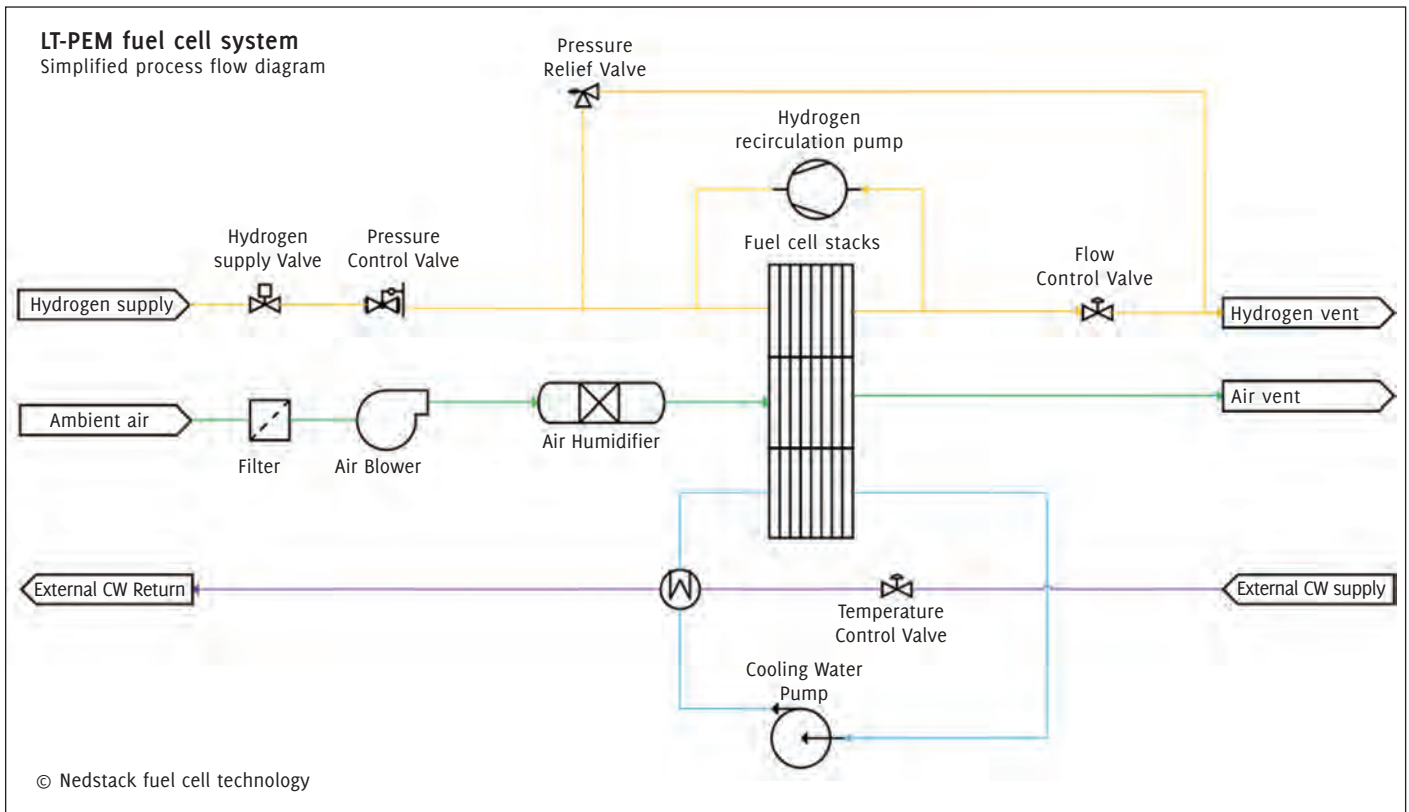 LT-PEM fuel cell system
Simplified process flow diagram
Pressure
Relief Valve
Hydrogen
recirculation pump
Hydrogen
supply Valve
Pressure
Control Valve
Fuel cell stacks
Flow
Control Valve
Hydrogen supply
Hydrogen vent
Ambient air
Filter
Air Blower
Air Humidifier
Air vent
External CW Return
Temperature
Control Valve
External CW supply
Cooling Water
Pump
© Nedstack fuel cell technology